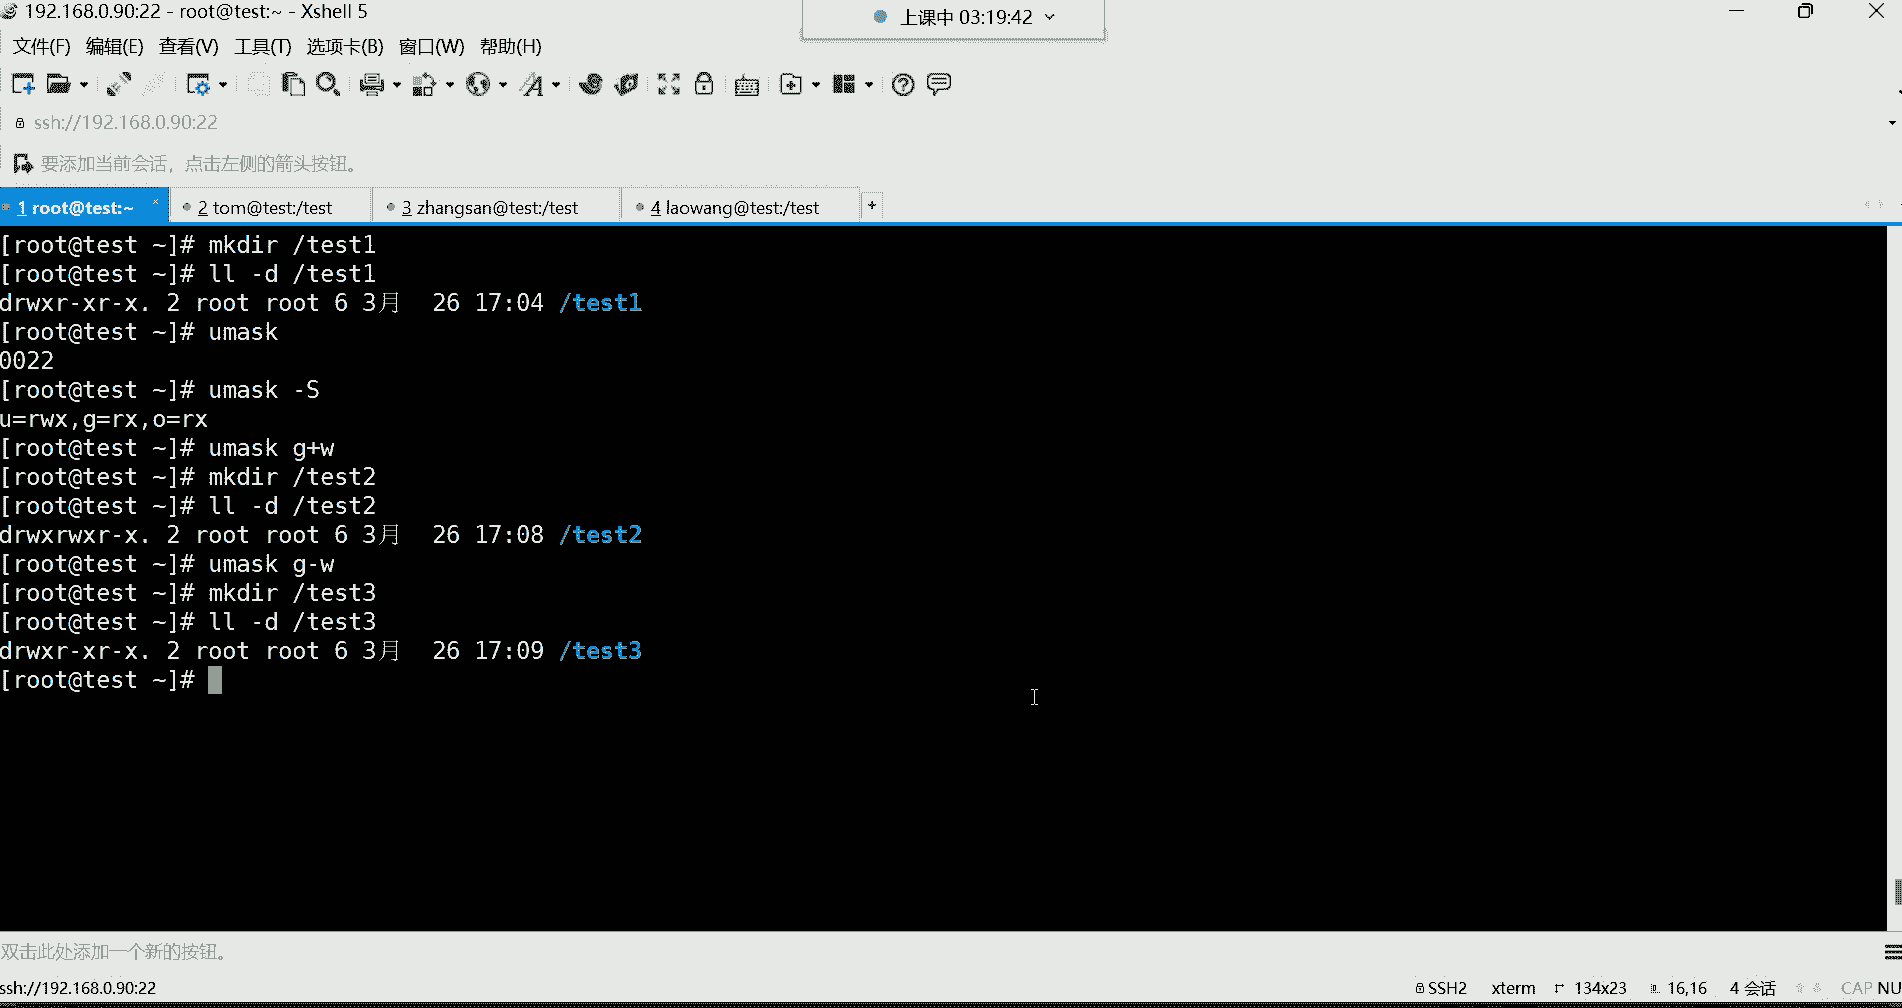 192.168.0.90:22 - root@test:~ - Xshell 5
上课中 03:19:42
文件(F) 编辑(E) 查看(V) 工具(T) 选项卡(B) 窗口(W) 帮助(H)
ssh://192.168.0.90:22
要添加当前会话，点击左侧的箭头按钮。
1 root@test:~ × 2 tom@test:/test 3 zhangsan@test:/test 4 laowang@test:/test +
[root@test ~]# mkdir /test1
[root@test ~]# ll -d /test1
drwxr-xr-x. 2 root root 6 3月  26 17:04 /test1
[root@test ~]# umask
0022
[root@test ~]# umask -S
u=rwx,g=rx,o=rx
[root@test ~]# umask g+w
[root@test ~]# mkdir /test2
[root@test ~]# ll -d /test2
drwxrwxr-x. 2 root root 6 3月  26 17:08 /test2
[root@test ~]# umask g-w
[root@test ~]# mkdir /test3
[root@test ~]# ll -d /test3
drwxr-xr-x. 2 root root 6 3月  26 17:09 /test3
[root@test ~]#
双击此处添加一个新的按钮。
ssh://192.168.0.90:22 SSH2 xterm 134x23 16,16 4 会话 CAP NU